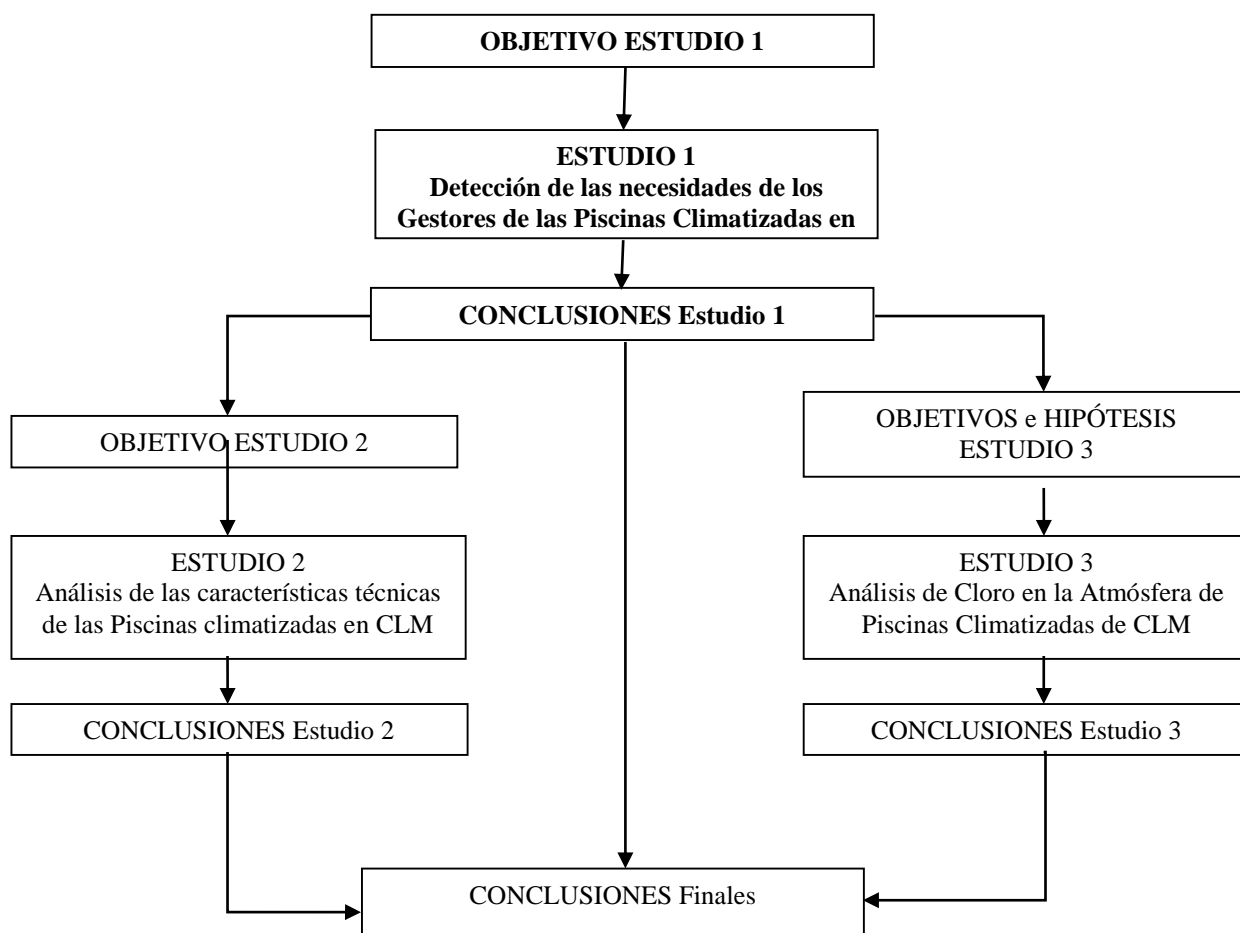 OBJETIVO ESTUDIO 1
ESTUDIO 1
Detección de las necesidades de los
Gestores de las Piscinas Climatizadas en
CONCLUSIONES Estudio 1
OBJETIVO ESTUDIO 2
OBJETIVOS e HIPÓTESIS
ESTUDIO 3
ESTUDIO 2
Análisis de las características técnicas
de las Piscinas climatizadas en CLM
ESTUDIO 3
Análisis de Cloro en la Atmósfera de
Piscinas Climatizadas de CLM
CONCLUSIONES Estudio 2
CONCLUSIONES Estudio 3
CONCLUSIONES Finales